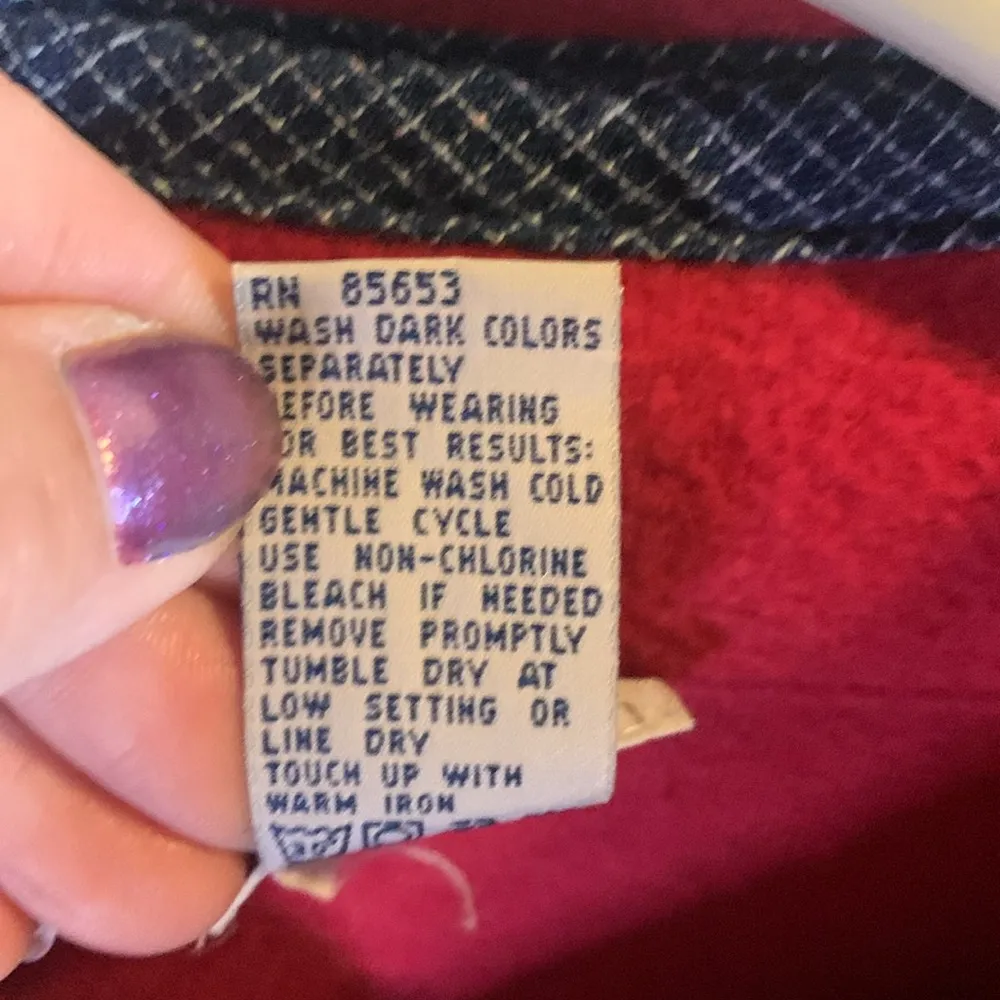 RN 85653
WASH DARK COLORS
SEPARATELY
BEFORE WEARING
FOR BEST RESULTS:
MACHINE WASH COLD
GENTLE CYCLE
USE NON-CHLORINE
BLEACH IF NEEDED
REMOVE PROMPTLY
TUMBLE DRY AT
LOW SETTING OR
LINE DRY
TOUCH UP WITH
WARM IRON